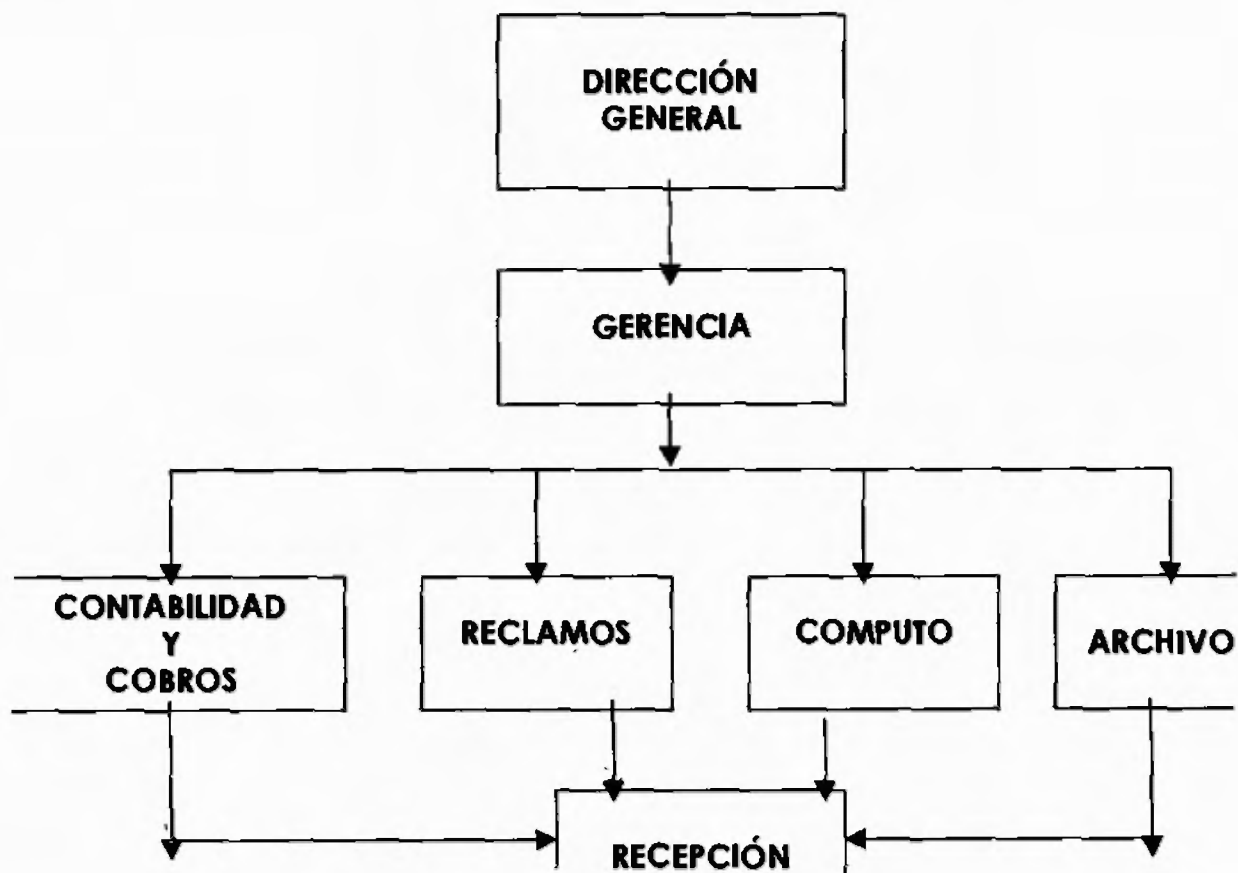 DIRECCIÓN
GENERAL
GERENCIA
CONTABILIDAD
Y
COBROS
RECLAMOS
COMPUTO
ARCHIVO
RECEPCIÓN